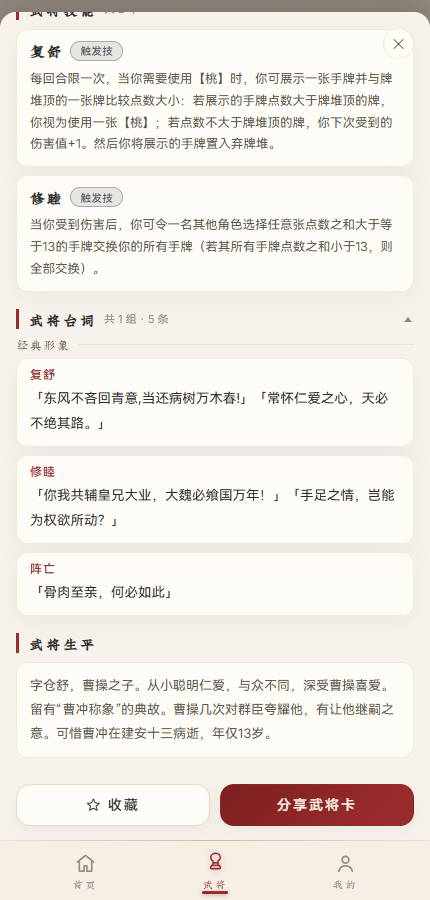 武将技能
复舒 触发技
每回合限一次，当你需要使用【桃】时，你可展示一张手牌并与牌
堆顶的一张牌比较点数大小：若展示的手牌点数大于牌堆顶的牌，
你视为使用一张【桃】；若点数不大于牌堆顶的牌，你下次受到的
伤害值+1。然后你将展示的手牌置入弃牌堆。
修睦 触发技
当你受到伤害后，你可令一名其他角色选择任意张点数之和大于等
于13的手牌交换你的所有手牌（若其所有手牌点数之和小于13，则
全部交换）。
武将台词 共1组 · 5条
经典形象
复舒
「东风不吝回青意,当还病树万木春!」「常怀仁爱之心，天必
不绝其路。」
修睦
「你我共辅皇兄大业，大魏必飨国万年！」「手足之情，岂能
为权欲所动？」
阵亡
「骨肉至亲，何必如此」
武将生平
字仓舒，曹操之子。从小聪明仁爱，与众不同，深受曹操喜爱。
留有“曹冲称象”的典故。曹操几次对群臣夸耀他，有让他继嗣之
意。可惜曹冲在建安十三病逝，年仅13岁。
收藏 分享武将卡
首页 武将 我的